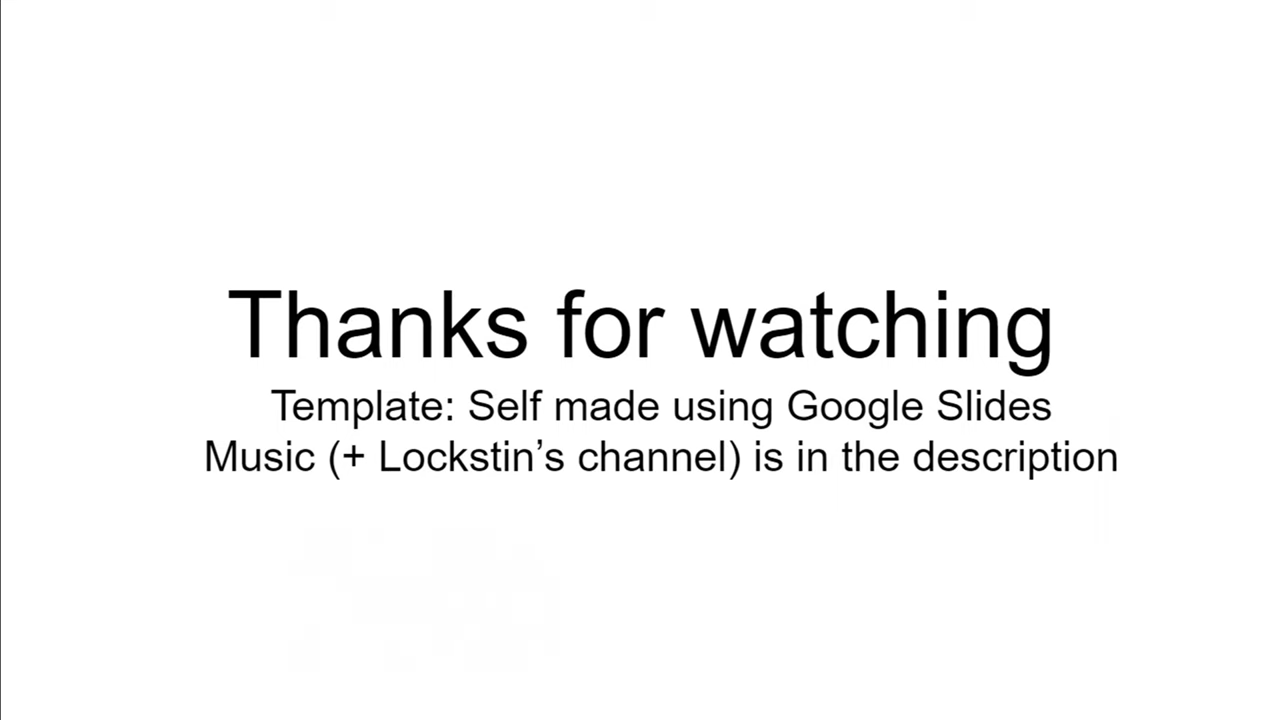 Thanks for watching
Template: Self made using Google Slides
Music (+ Lockstin’s channel) is in the description